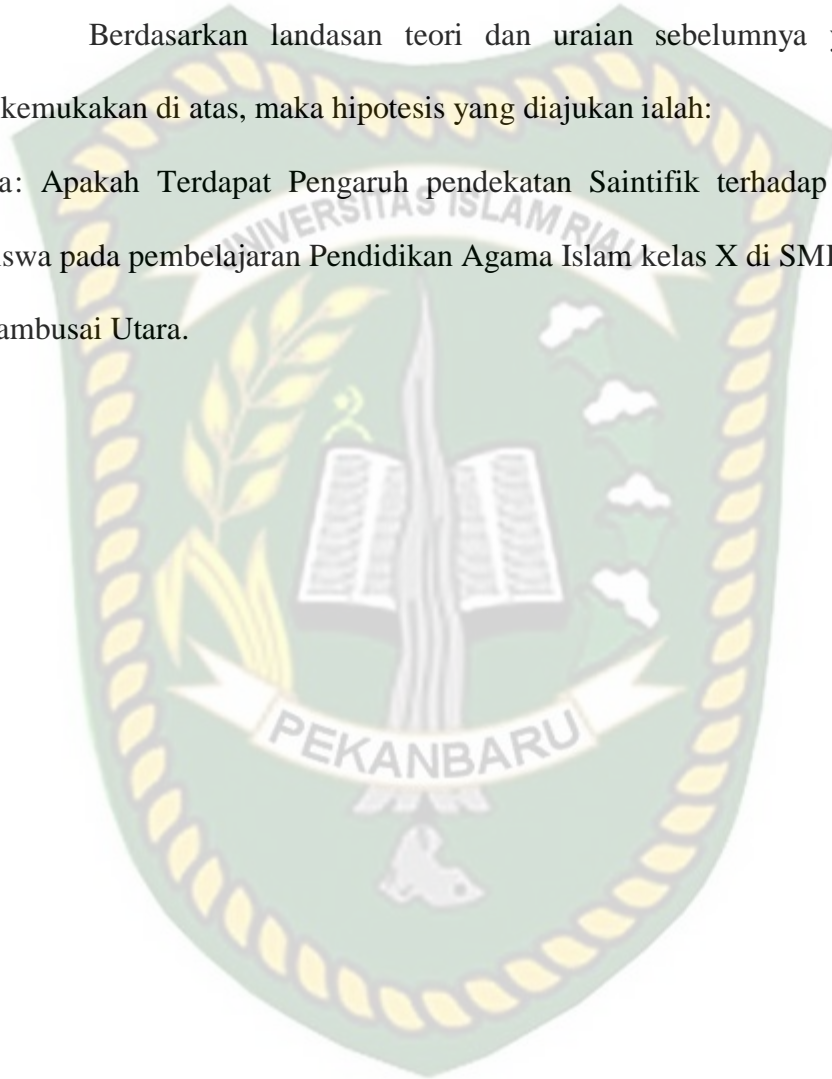 Berdasarkan landasan teori dan uraian sebelumnya y
kemukakan di atas, maka hipotesis yang diajukan ialah:
a: Apakah Terdapat Pengaruh pendekatan Saintifik terhadap
iswa pada pembelajaran Pendidikan Agama Islam kelas X di SM
ambusai Utara.
UNIVERSITAS ISLAM RIAU
PEKANBARU